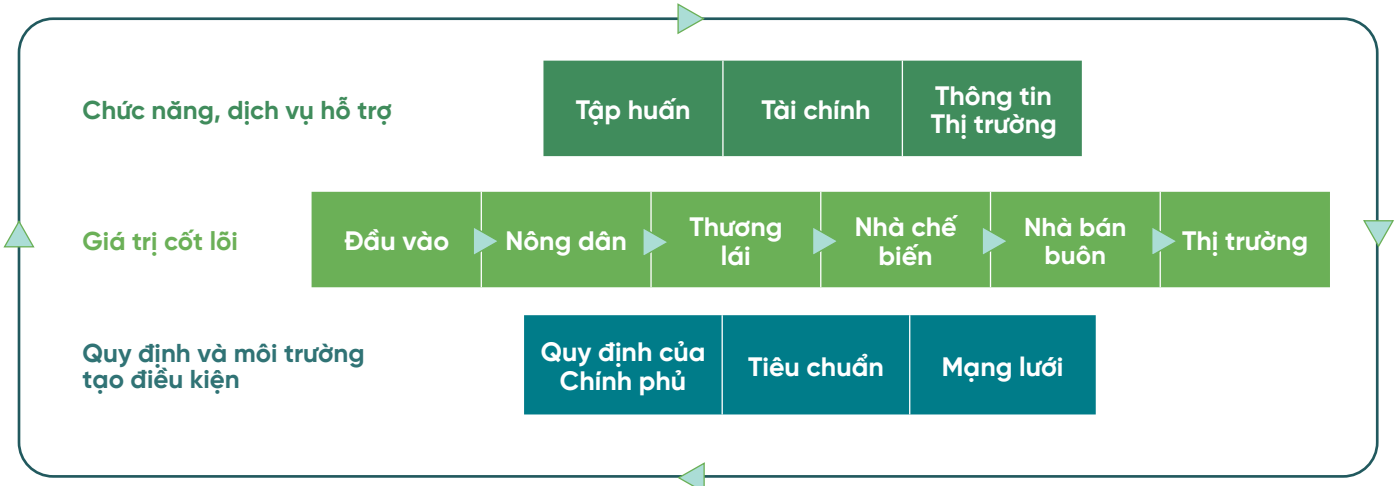 Chức năng, dịch vụ hỗ trợ
Tập huấn
Tài chính
Thông tin
Thị trường
Giá trị cốt lõi
Đầu vào
Nông dân
Thương
lái
Nhà chế
biến
Nhà bán
buôn
Thị trường
Quy định và môi trường
tạo điều kiện
Quy định của
Chính phủ
Tiêu chuẩn
Mạng lưới